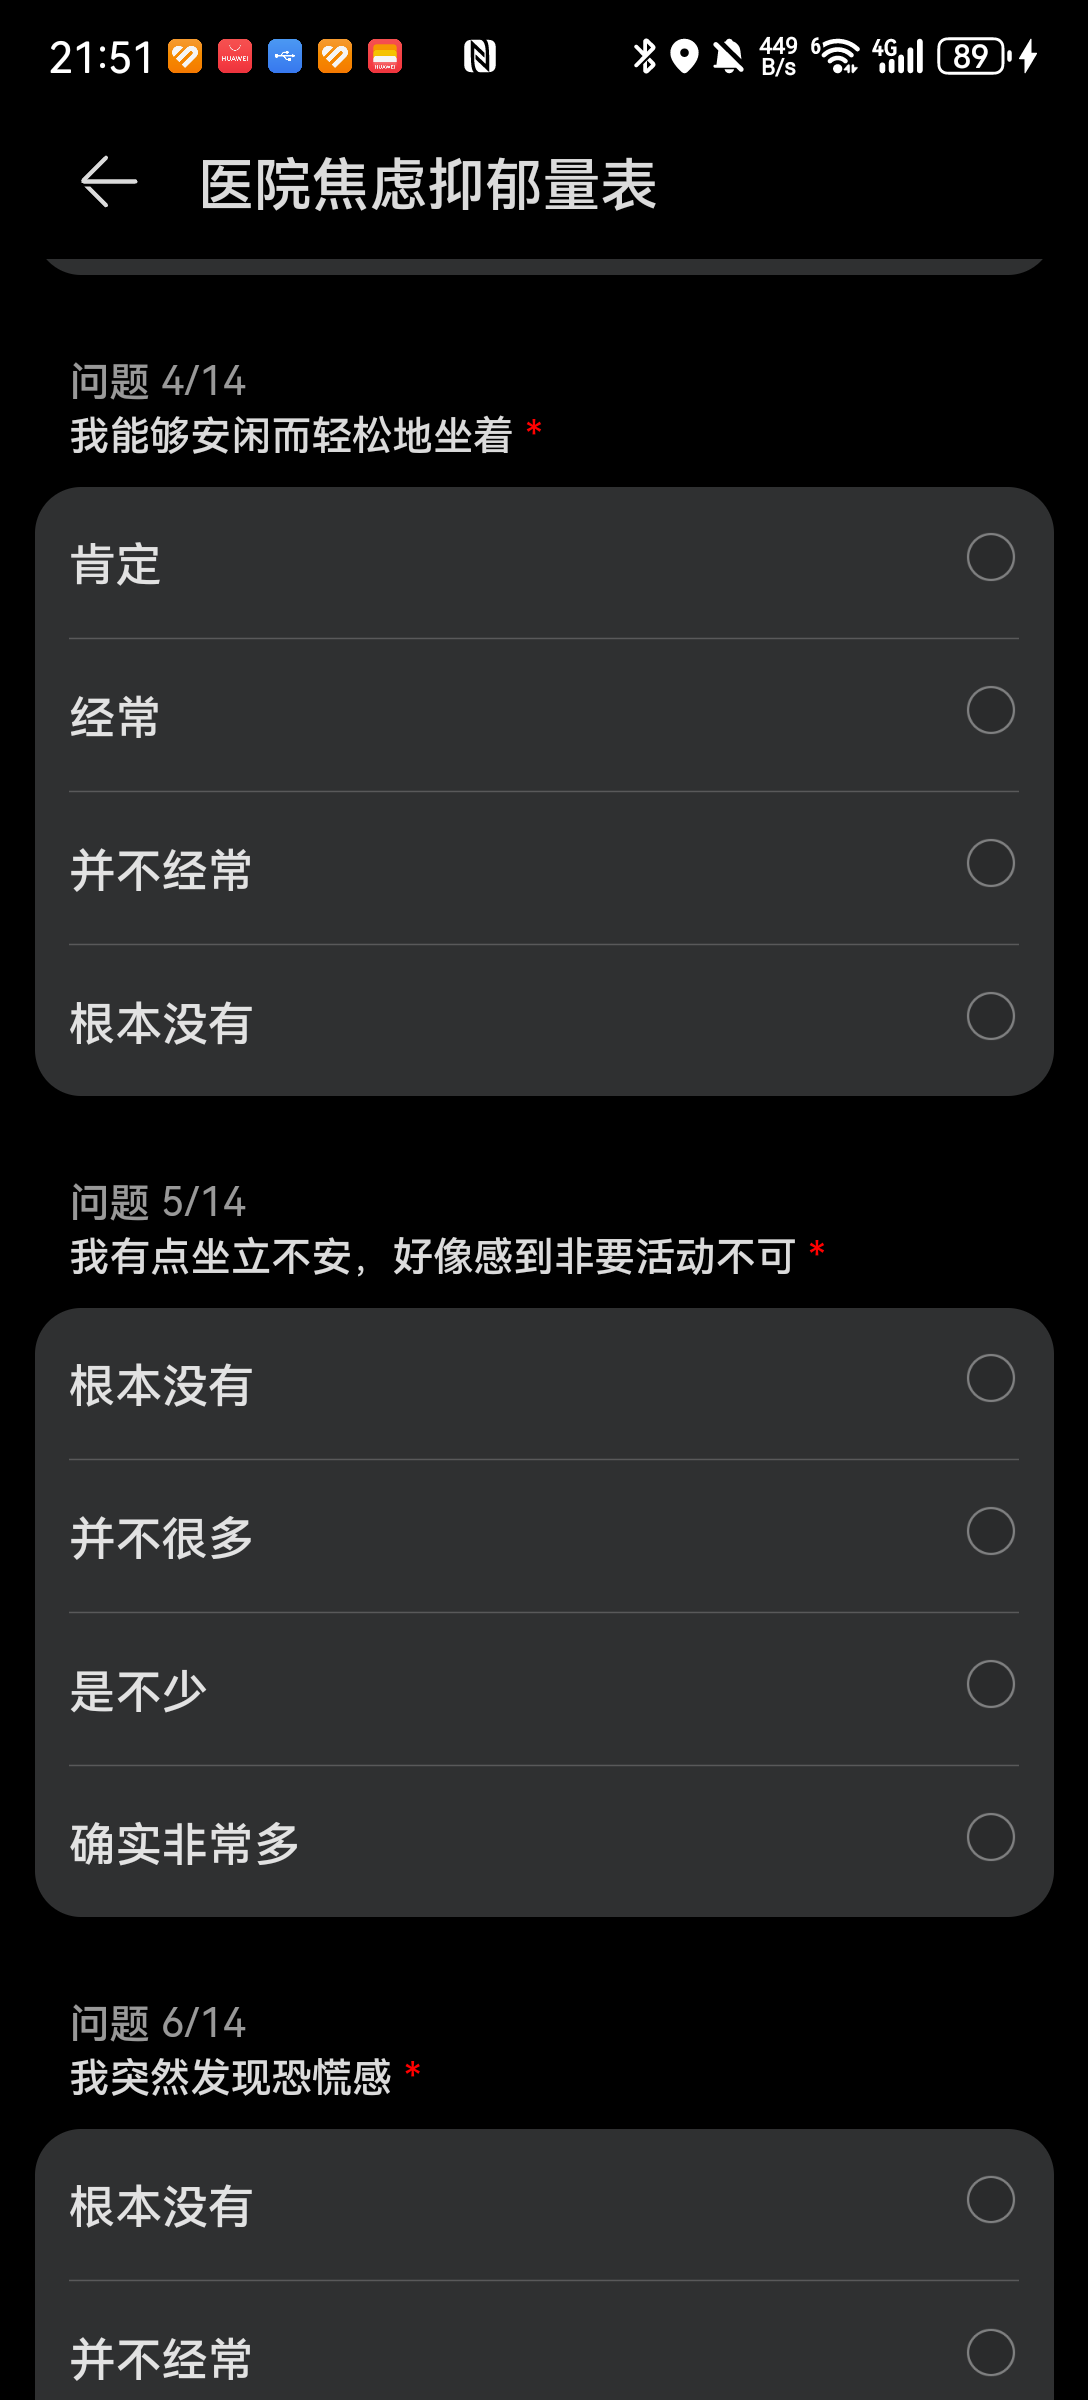 21:51 HUAWEI HUAWEI 449 B/s 6 4G 89
医院焦虑抑郁量表
问题 4/14
我能够安闲而轻松地坐着 *
肯定
经常
并不经常
根本没有
问题 5/14
我有点坐立不安，好像感到非要活动不可 *
根本没有
并不很多
是不少
确实非常多
问题 6/14
我突然发现恐慌感 *
根本没有
并不经常